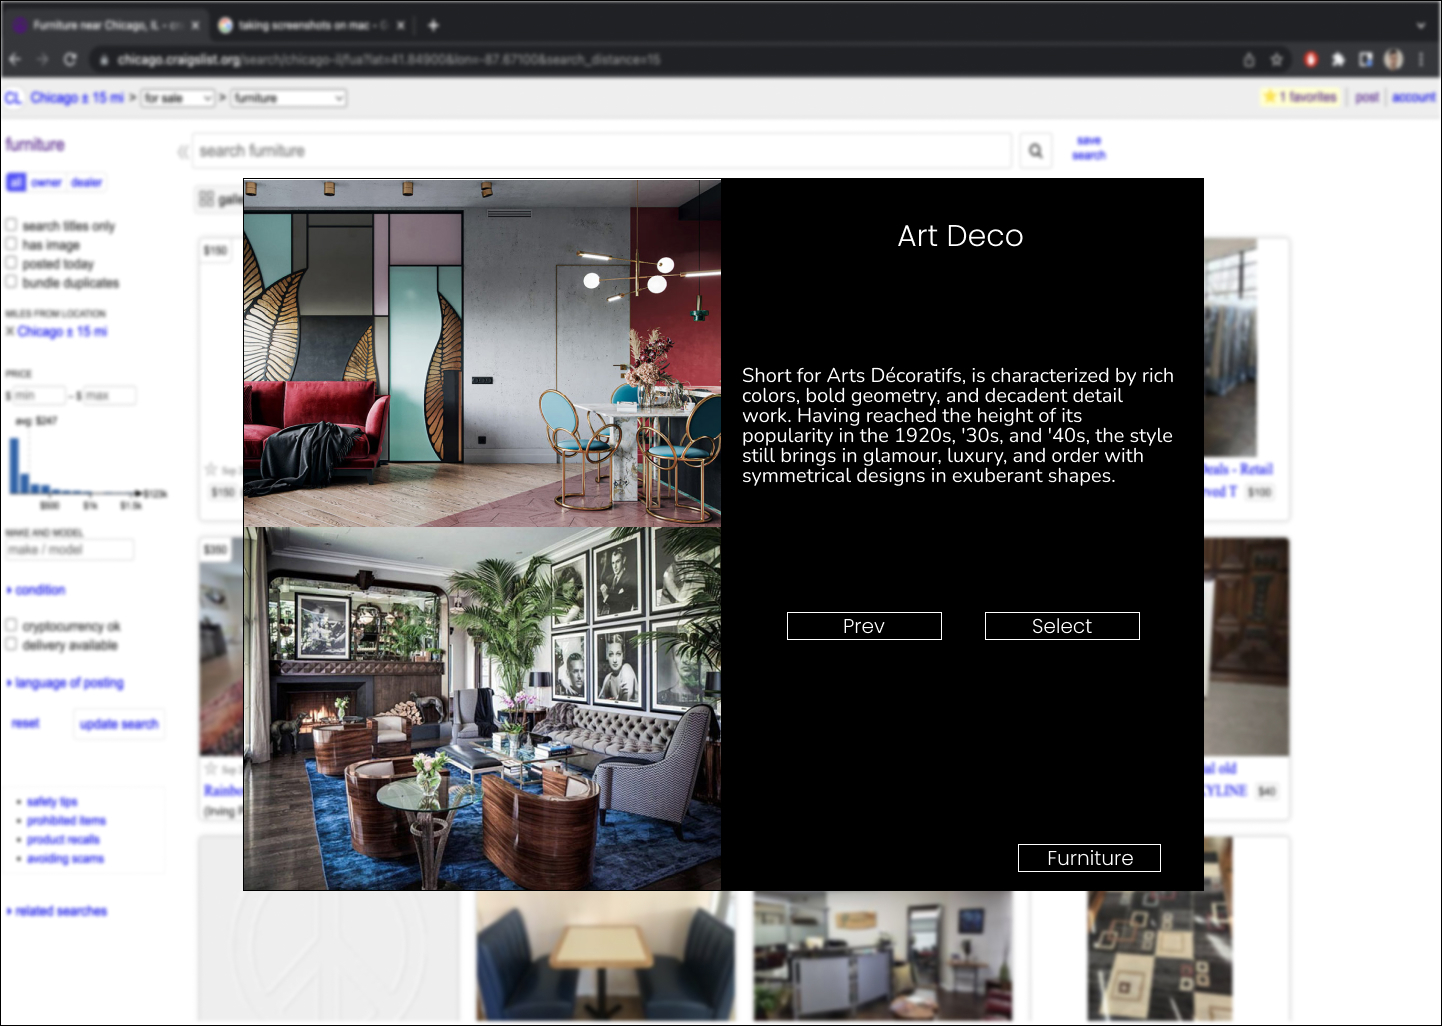 Furniture near Chicago, IL - cr
taking screenshots on mac - G
chicago.craigslist.org/search/chicago-il/fua?lat=41.84900&lon=-87.67100&search_distance=15
CL Chicago ± 15 mi > for sale > furniture
1 favorites post account
furniture
search furniture
save
search
all owner dealer
search titles only
has image
posted today
bundle duplicates
MILES FROM LOCATION
Chicago ± 15 mi
PRICE
$ min - $ max
avg: $247
$500 $1k $1.5k
MAKE AND MODEL
make / model
condition
cryptocurrency ok
delivery available
language of posting
reset update search
safety tips
prohibited items
product recalls
avoiding scams
related searches
$150
$150
$350
Deals - Retail
$100
$40
Art Deco
Short for Arts Décoratifs, is characterized by rich
colors, bold geometry, and decadent detail
work. Having reached the height of its
popularity in the 1920s, '30s, and '40s, the style
still brings in glamour, luxury, and order with
symmetrical designs in exuberant shapes.
Prev Select
Furniture